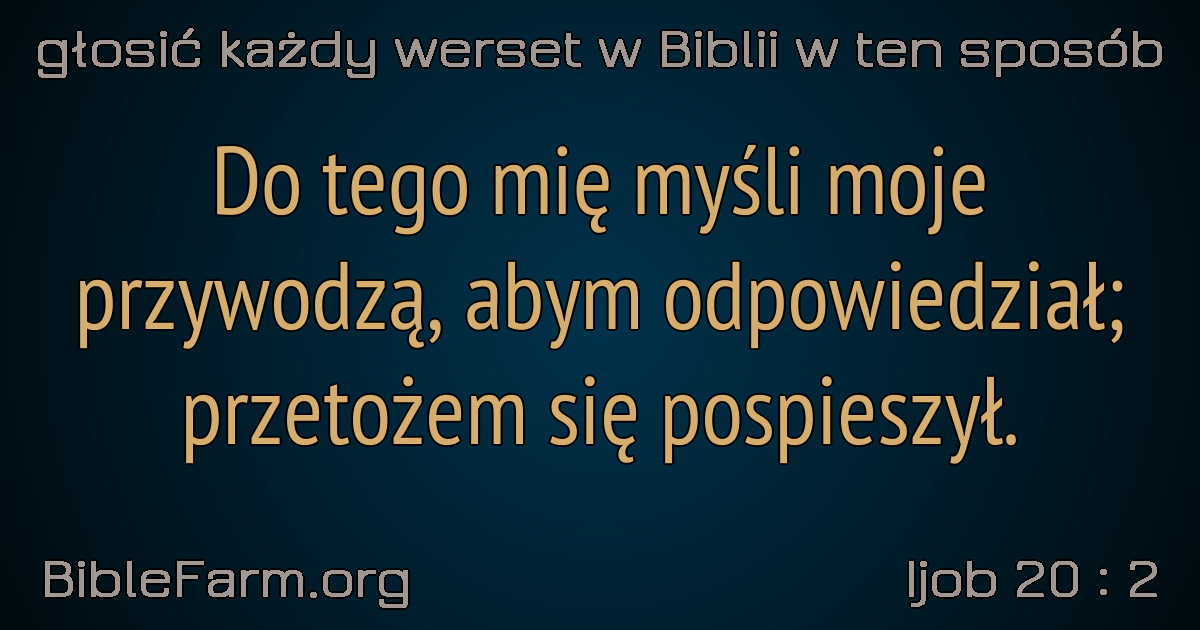 głosić każdy werset w Biblii w ten sposób
Do tego mię myśli moje
przywodzą, abym odpowiedział;
przetożem się pospieszył.
BibleFarm.org
Ijob 20 : 2